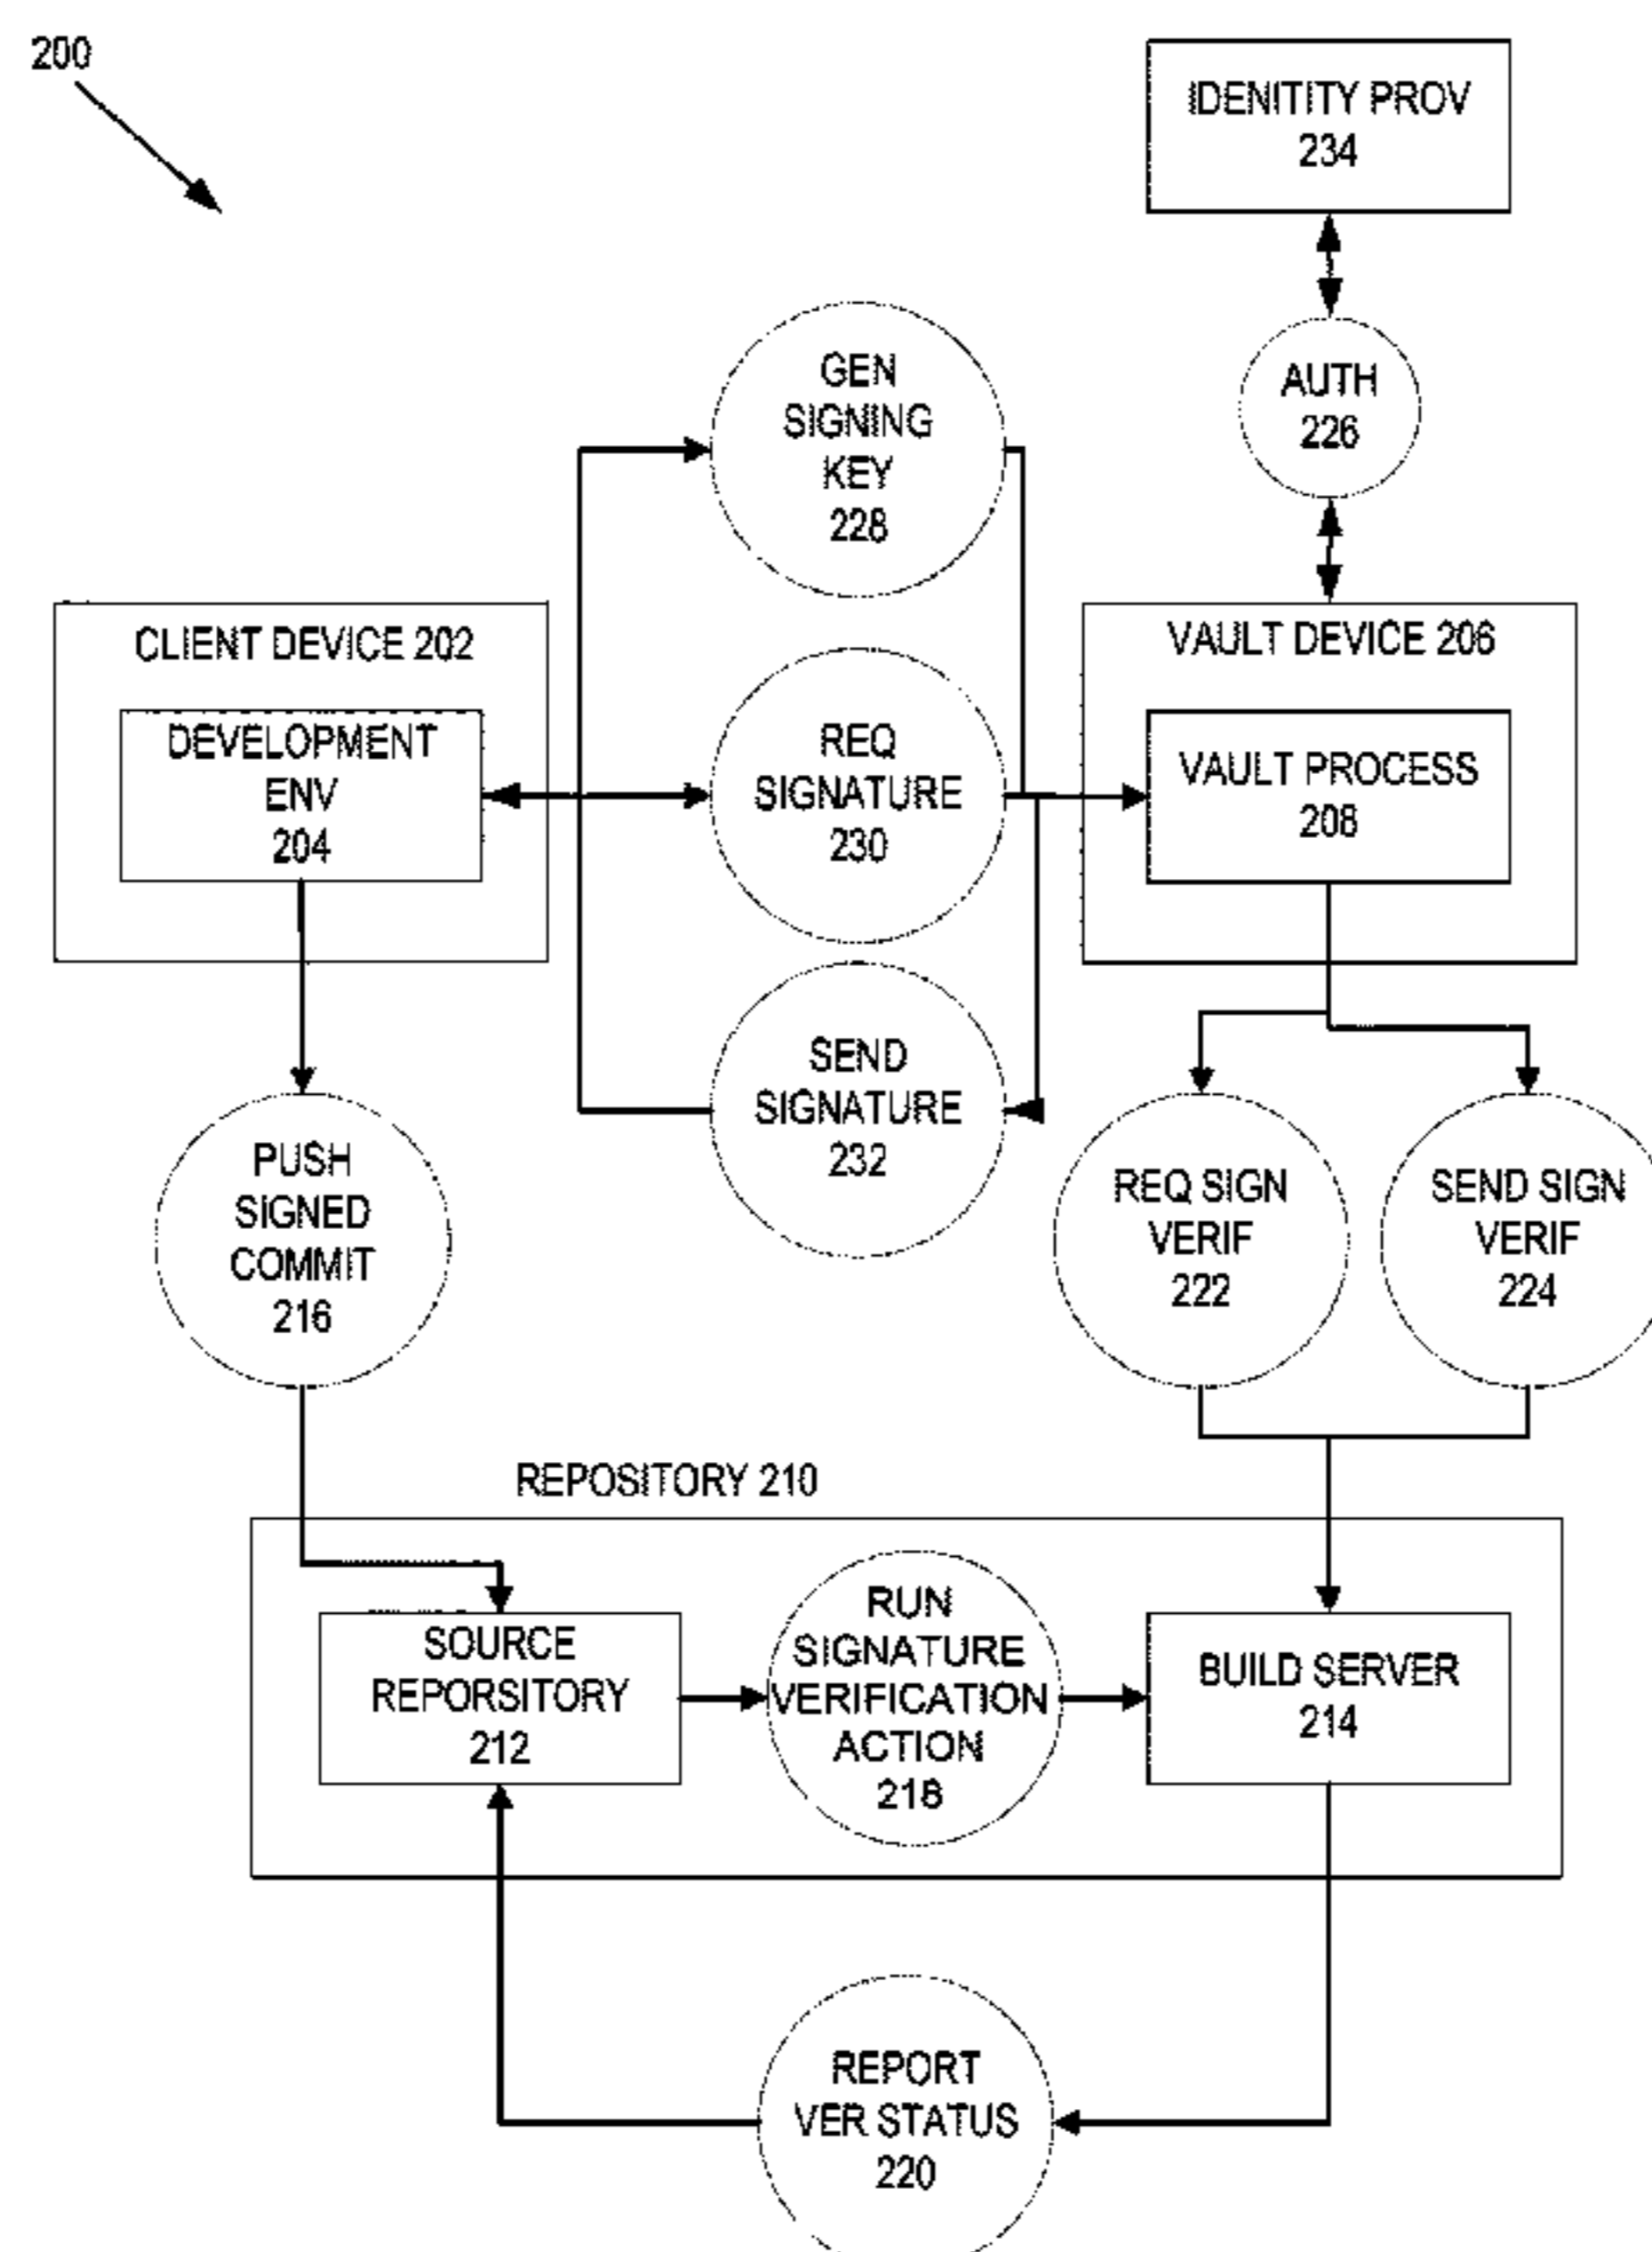 200
IDENITITY PROV
234
AUTH
226
GEN
SIGNING
KEY
228
CLIENT DEVICE 202
DEVELOPMENT
ENV
204
REQ
SIGNATURE
230
VAULT DEVICE 206
VAULT PROCESS
208
SEND
SIGNATURE
232
PUSH
SIGNED
COMMIT
216
REQ SIGN
VERIF
222
SEND SIGN
VERIF
224
REPOSITORY 210
SOURCE
REPORSITORY
212
RUN
SIGNATURE
VERIFICATION
ACTION
218
BUILD SERVER
214
REPORT
VER STATUS
220